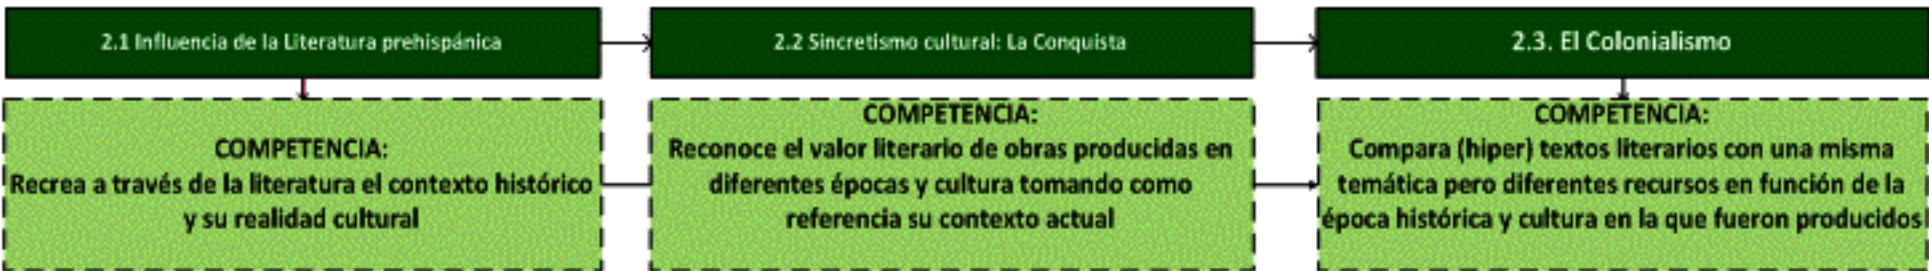 2.1 Influencia de la Literatura prehispánica
2.2 Sincretismo cultural: La Conquista
2.3. El Colonialismo
COMPETENCIA:
Recrea a través de la literatura el contexto histórico
y su realidad cultural
COMPETENCIA:
Reconoce el valor literario de obras producidas en
diferentes épocas y cultura tomando como
referencia su contexto actual
COMPETENCIA:
Compara (hiper) textos literarios con una misma
temática pero diferentes recursos en función de la
época histórica y cultura en la que fueron producidos